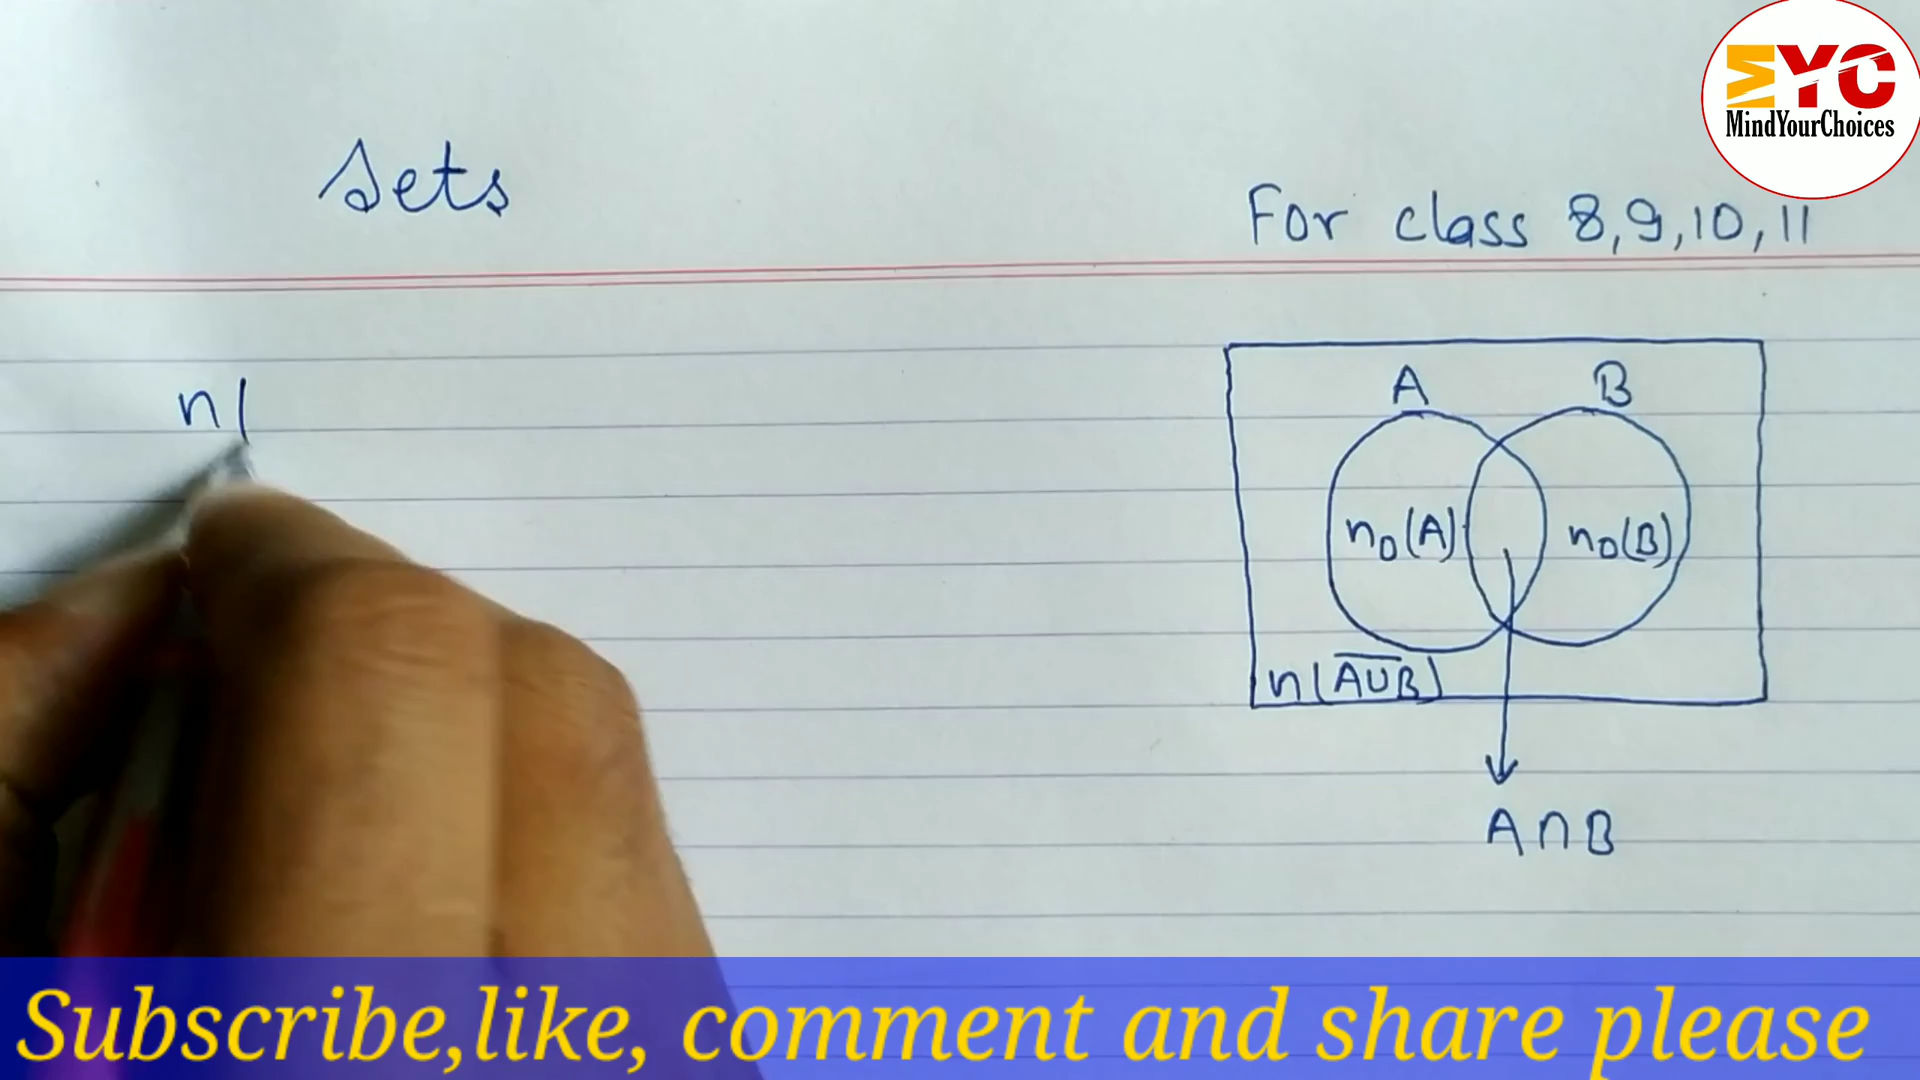 MYC
MindYourChoices
Sets
For class 8,9,10,11
n(
A B
n₀(A) n₀(B)
n(A̅U̅B̅)
A∩B
Subscribe,like, comment and share please